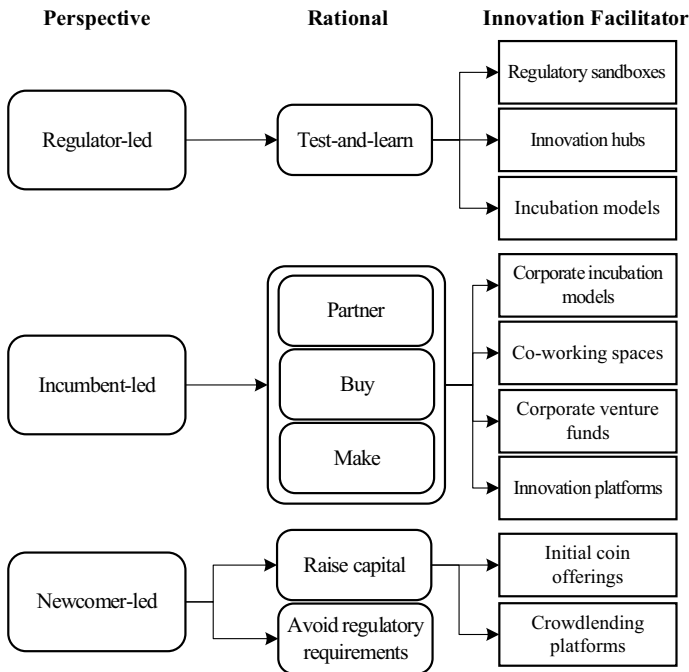 Perspective
Rational
Innovation Facilitator
Regulator-led
Test-and-learn
Regulatory sandboxes
Innovation hubs
Incubation models
Incumbent-led
Partner
Buy
Make
Corporate incubation
models
Co-working spaces
Corporate venture
funds
Innovation platforms
Newcomer-led
Raise capital
Avoid regulatory
requirements
Initial coin
offerings
Crowdlending
platforms